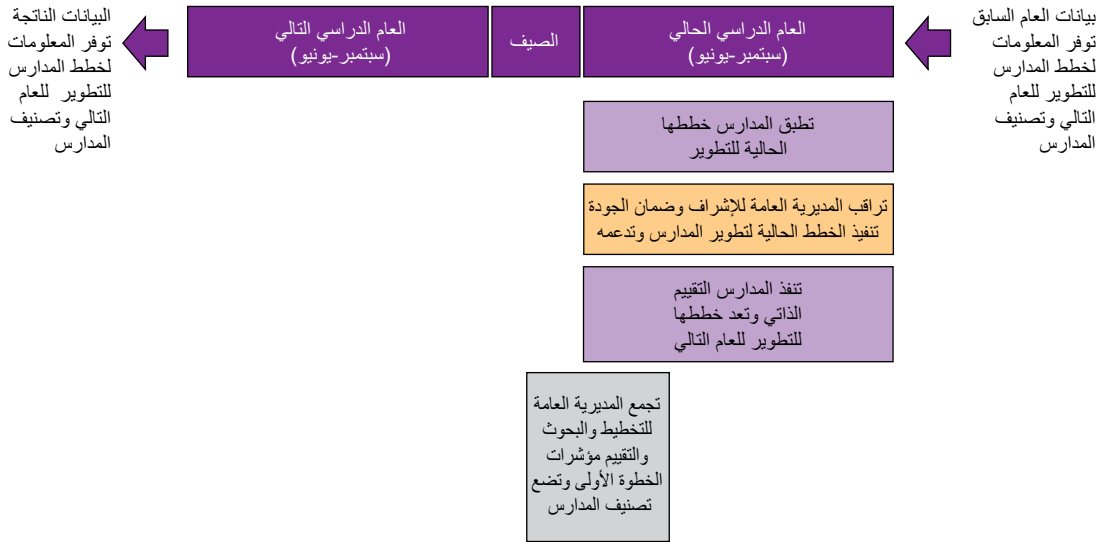 بيانات العام السابق
توفر المعلومات
لخطط المدارس
للتطوير للعام
التالي وتصنيف
المدارس
العام الدراسي الحالي
(سبتمبر-يونيو)
الصيف
العام الدراسي التالي
(سبتمبر-يونيو)
البيانات الناتجة
توفر المعلومات
لخطط المدارس
للتطوير للعام
التالي وتصنيف
المدارس
تطبق المدارس خططها
الحالية للتطوير
تراقب المديرية العامة للإشراف وضمان الجودة
تنفيذ الخطط الحالية لتطوير المدارس وتدعمه
تنفذ المدارس التقييم
الذاتي وتعد خططها
للتطوير للعام التالي
تجمع المديرية العامة
للتخطيط والبحوث
والتقييم مؤشرات
الخطوة الأولى وتضع
تصنيف المدارس